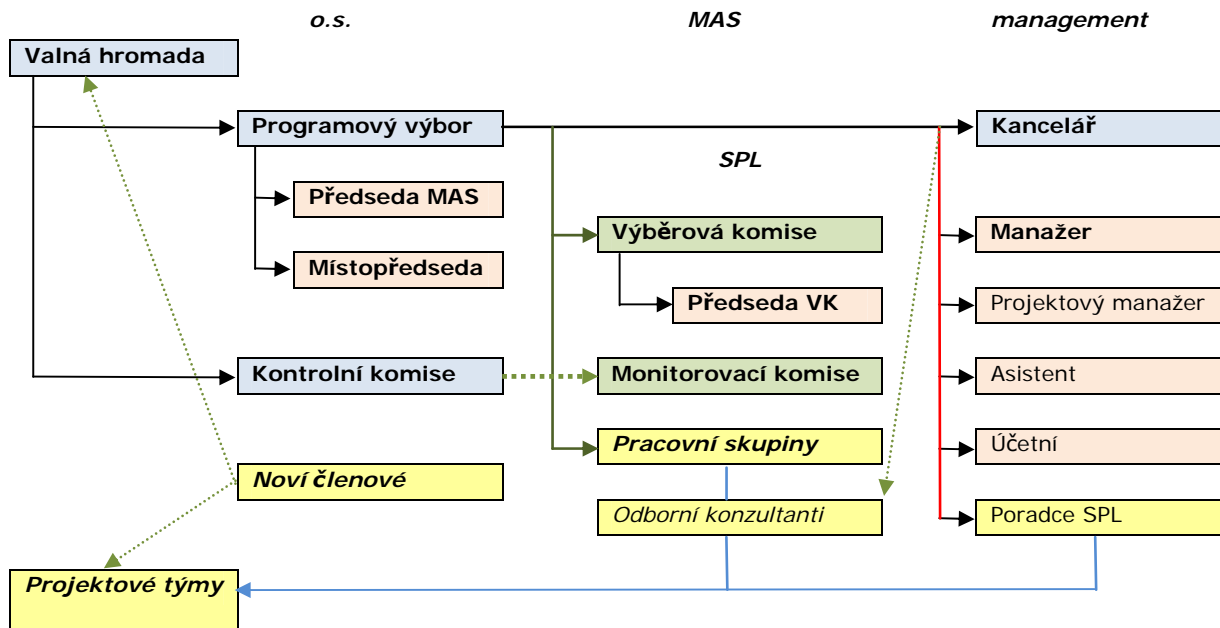 o.s.
MAS
management
Valná hromada
Programový výbor
Kancelář
SPL
Předseda MAS
Výběrová komise
Manažer
Místopředseda
Předseda VK
Projektový manažer
Kontrolní komise
Monitorovací komise
Asistent
Pracovní skupiny
Účetní
Noví členové
Odborní konzultanti
Poradce SPL
Projektové týmy